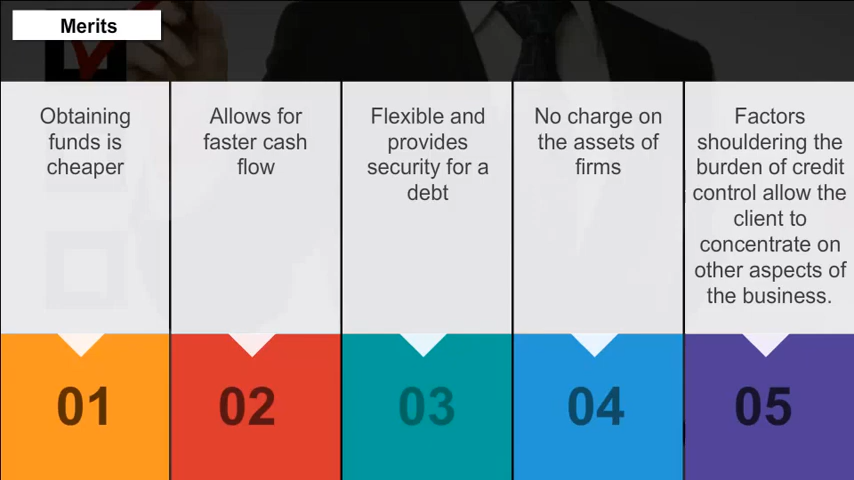 Merits
Obtaining
funds is
cheaper
Allows for
faster cash
flow
Flexible and
provides
security for a
debt
No charge on
the assets of
firms
Factors
shouldering the
burden of credit
control allow the
client to
concentrate on
other aspects of
the business.
01
02
03
04
05